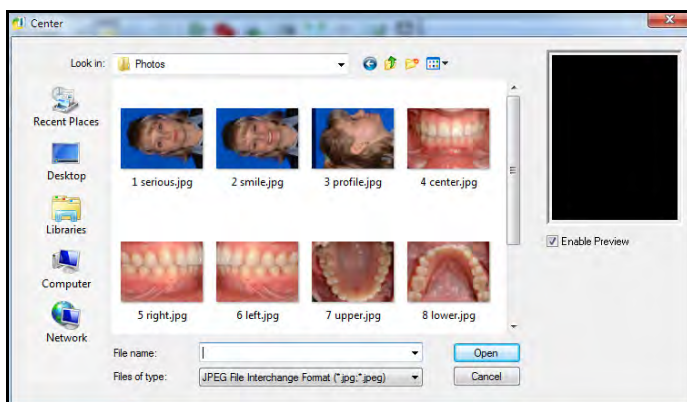 Center
Look in: Photos
Recent Places
Desktop
Libraries
Computer
Network
1 serious.jpg 2 smile.jpg 3 profile.jpg 4 center.jpg
5 right.jpg 6 left.jpg 7 upper.jpg 8 lower.jpg
Enable Preview
File name: Open
Files of type: JPEG File Interchange Format (*.jpg;*.jpeg) Cancel